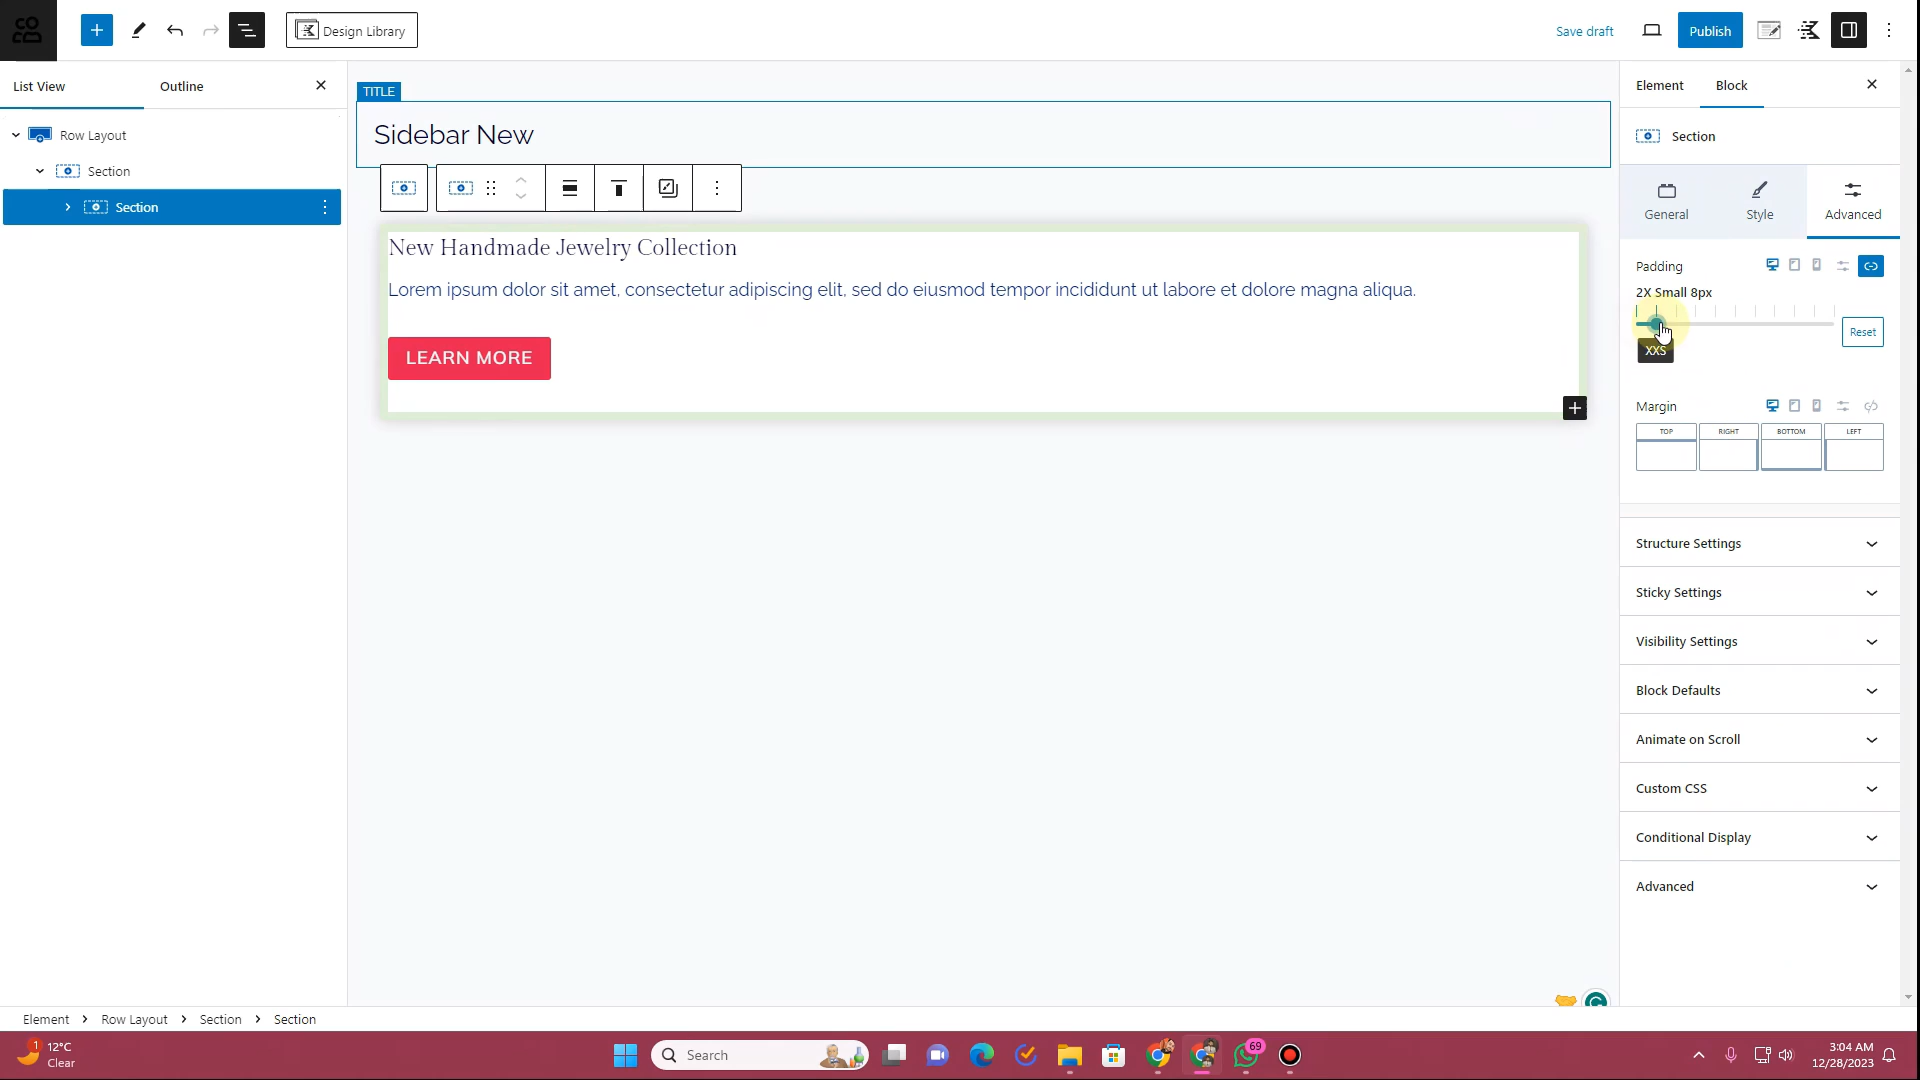 Design Library
Save draft
Publish
List View
Outline
Row Layout
Section
Section
TITLE
Sidebar New
New Handmade Jewelry Collection
Lorem ipsum dolor sit amet, consectetur adipiscing elit, sed do eiusmod tempor incididunt ut labore et dolore magna aliqua.
LEARN MORE
Element
Block
Section
General
Style
Advanced
Padding
2X Small 8px
Reset
XXS
Margin
TOP
RIGHT
BOTTOM
LEFT
Structure Settings
Sticky Settings
Visibility Settings
Block Defaults
Animate on Scroll
Custom CSS
Conditional Display
Advanced
Element > Row Layout > Section > Section
1
12°C
Clear
Search
69
3:04 AM
12/28/2023